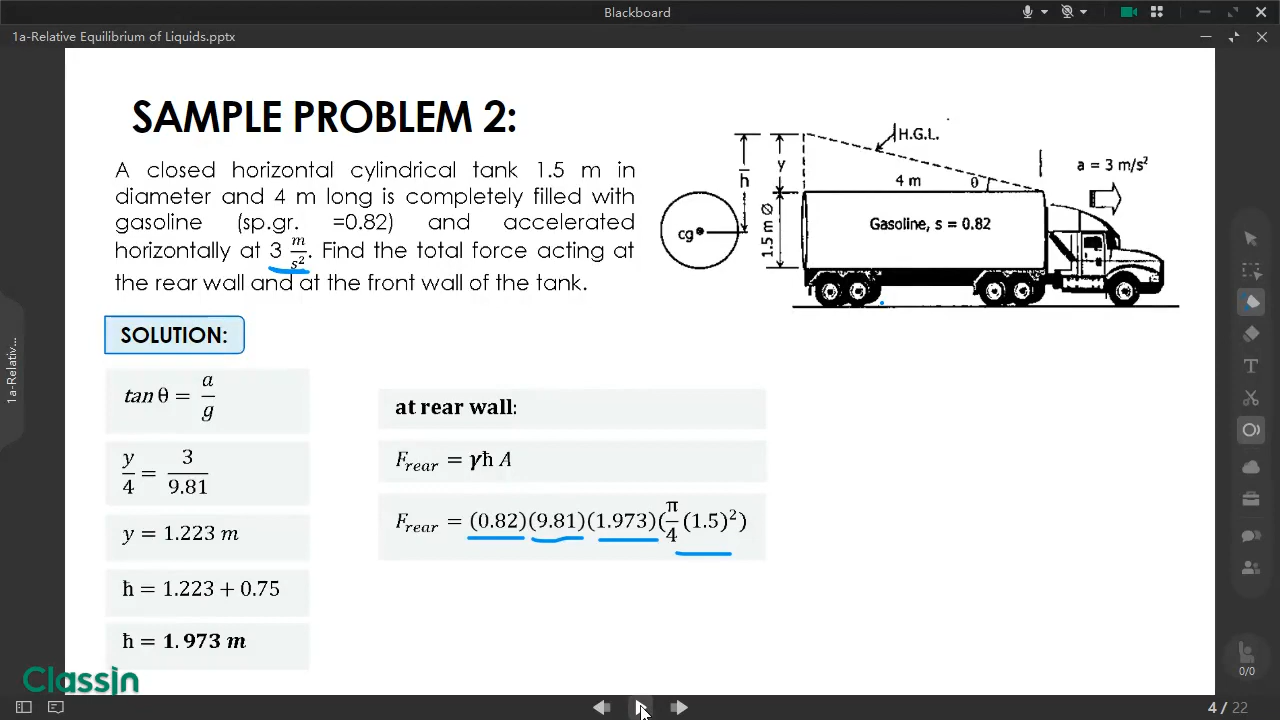 Blackboard
1a-Relative Equilibrium of Liquids.pptx
SAMPLE PROBLEM 2:
A closed horizontal cylindrical tank 1.5 m in
diameter and 4 m long is completely filled with
gasoline (sp.gr. =0.82) and accelerated
horizontally at 3 m/s². Find the total force acting at
the rear wall and at the front wall of the tank.
H.G.L.
y
h̄
4 m
θ
a = 3 m/s²
cg
1.5 m Ø
Gasoline, s = 0.82
SOLUTION:
tan θ = a/g
y/4 = 3/9.81
y = 1.223 m
ħ = 1.223 + 0.75
ħ = 1.973 m
at rear wall:
F_rear = γħ A
F_rear = (0.82)(9.81)(1.973)(π/4 (1.5)²)
1a-Relativ...
T
0/0
ClassIn
4 / 22